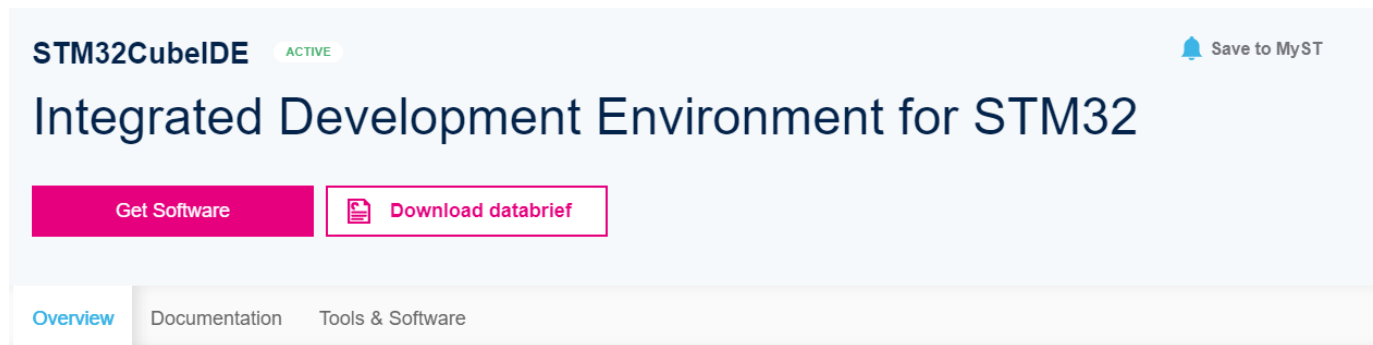 STM32CubeIDE ACTIVE Save to MyST
Integrated Development Environment for STM32
Get Software Download databrief
Overview Documentation Tools & Software